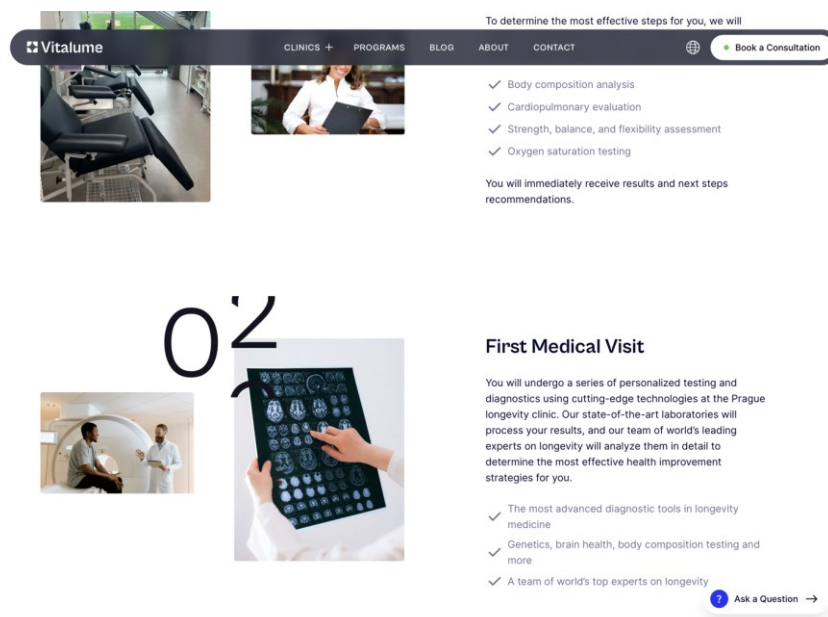 To determine the most effective steps for you, we will
Vitalume
CLINICS +
PROGRAMS
BLOG
ABOUT
CONTACT
Book a Consultation
Body composition analysis
Cardiopulmonary evaluation
Strength, balance, and flexibility assessment
Oxygen saturation testing
You will immediately receive results and next steps
recommendations.
02
First Medical Visit
You will undergo a series of personalized testing and
diagnostics using cutting-edge technologies at the Prague
longevity clinic. Our state-of-the-art laboratories will
process your results, and our team of world's leading
experts on longevity will analyze them in detail to
determine the most effective health improvement
strategies for you.
The most advanced diagnostic tools in longevity
medicine
Genetics, brain health, body composition testing and
more
A team of world's top experts on longevity
? Ask a Question →